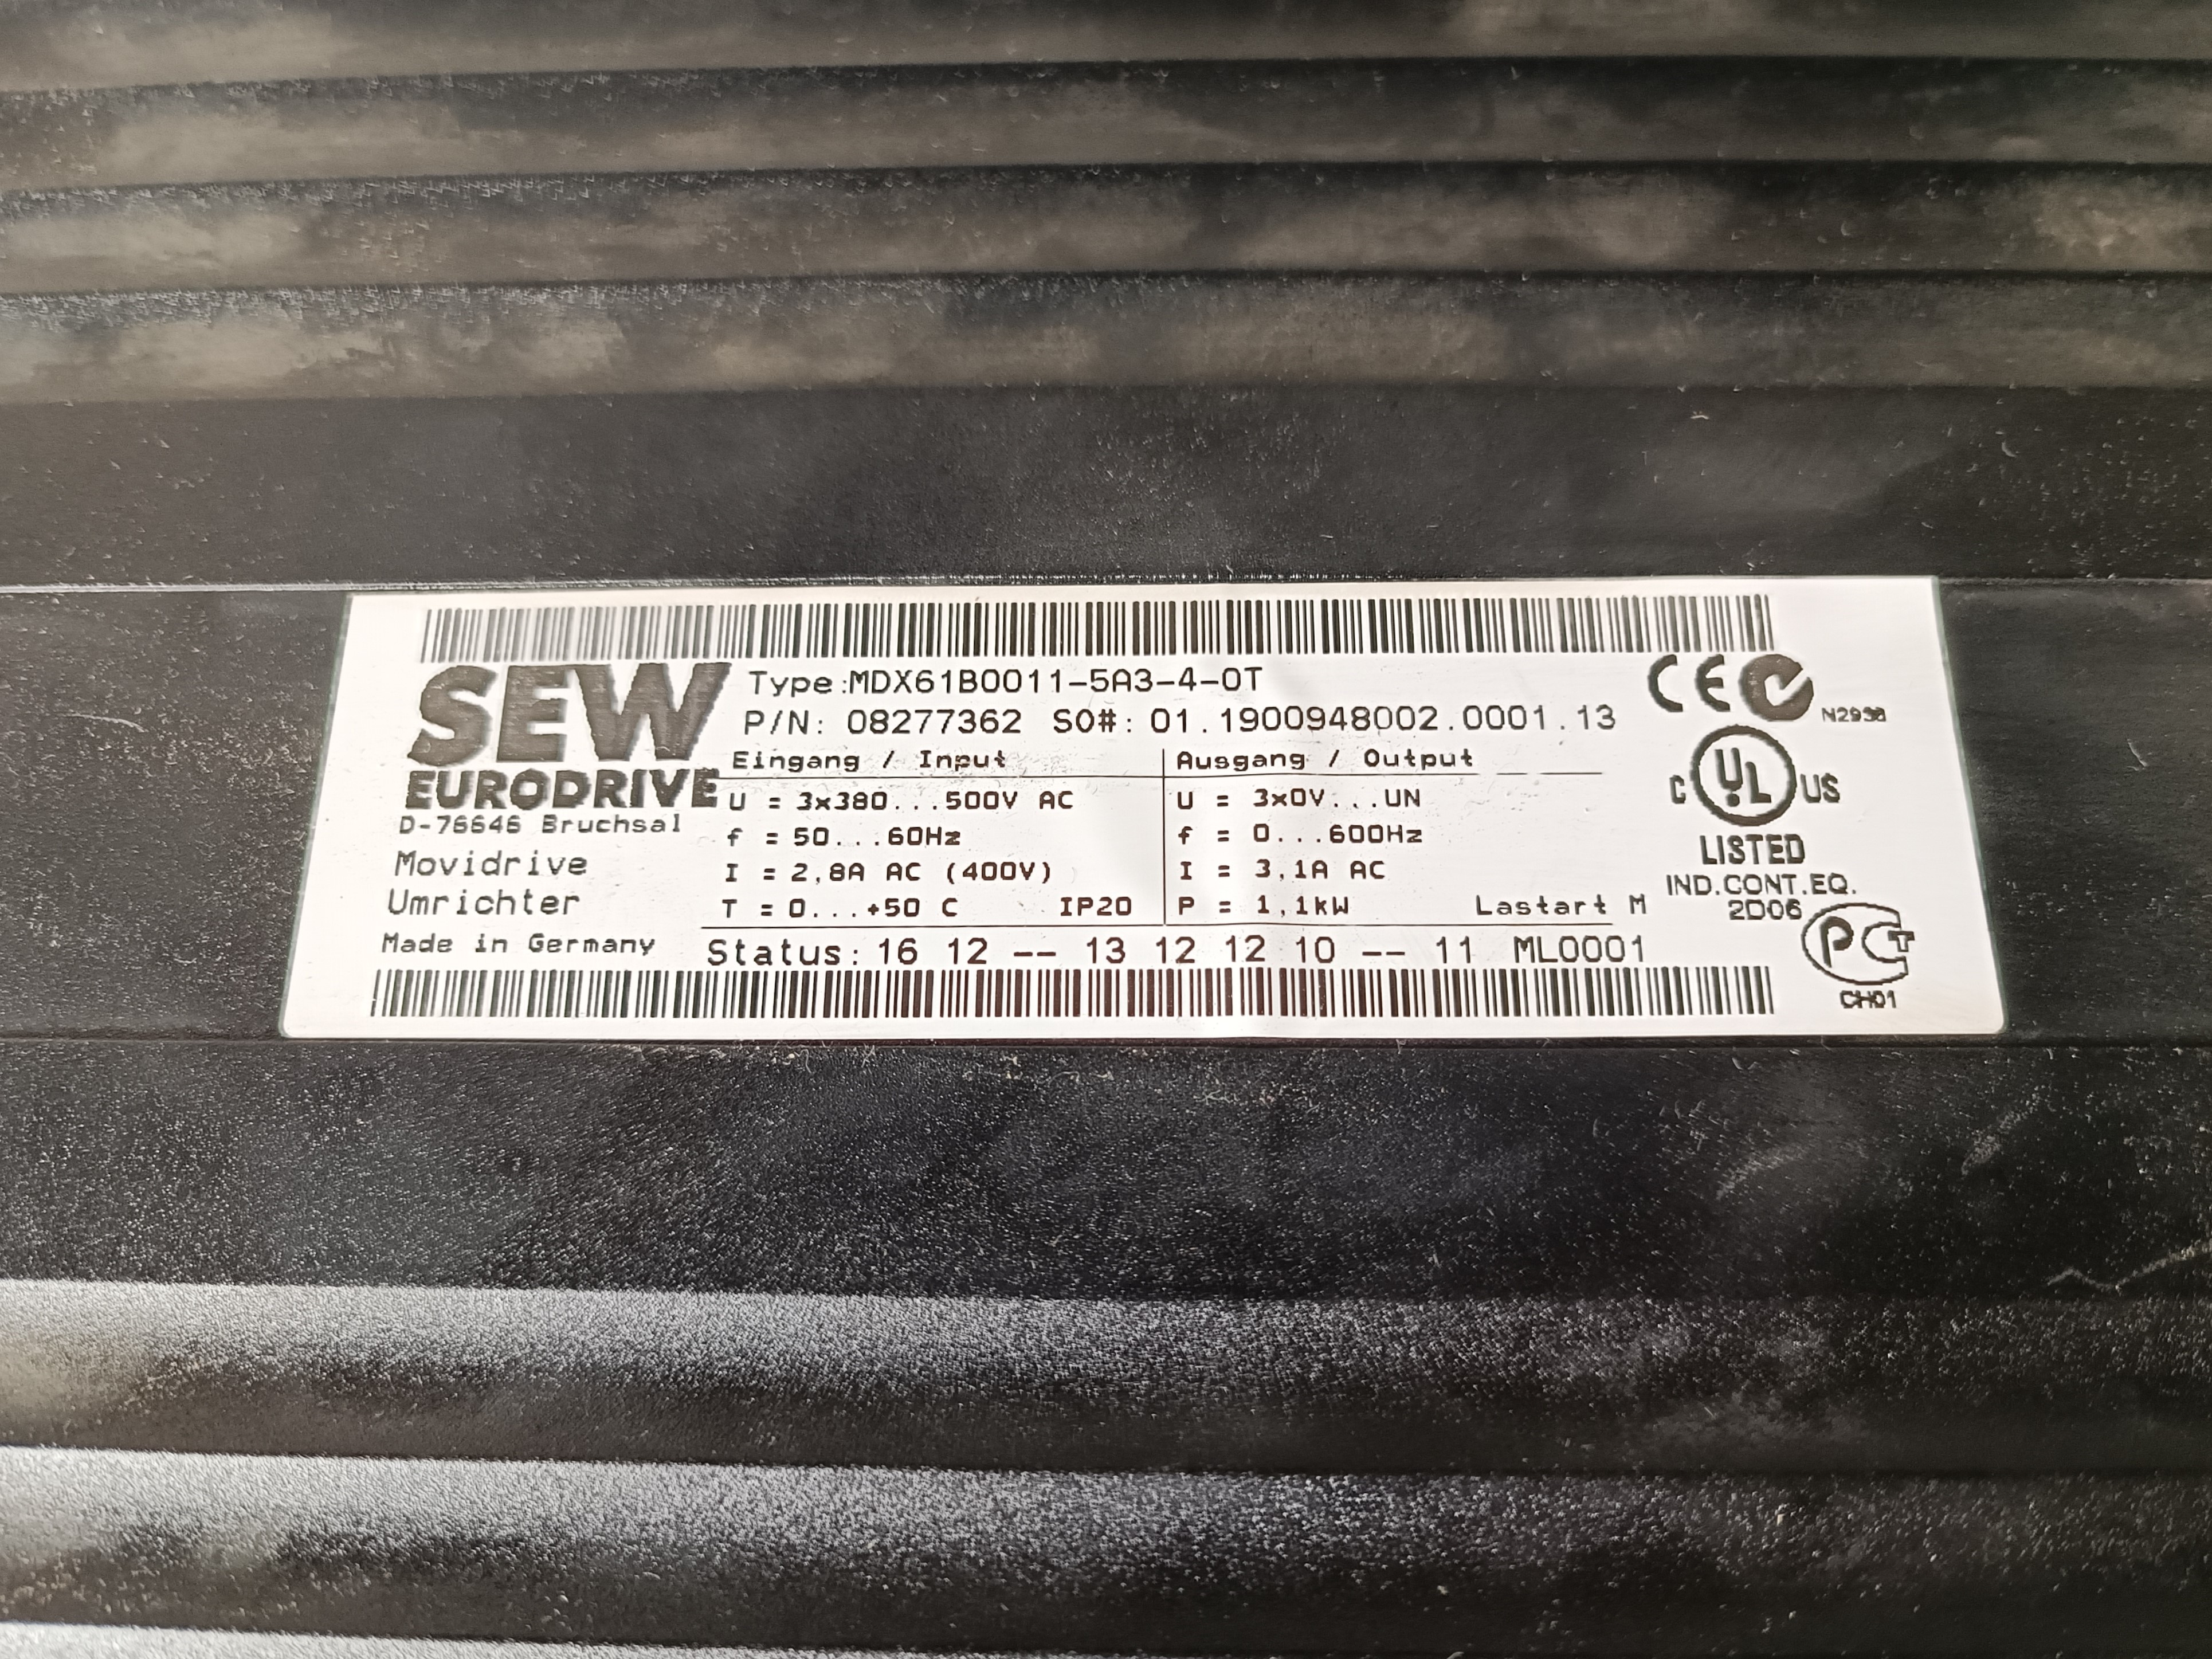 SEW
EURODRIVE
D-76646 Bruchsal
Movidrive
Umrichter
Made in Germany
Type:MDX61B0011-5A3-4-0T
P/N: 08277362 SO#: 01.1900948002.0001.13
Eingang / Input
U = 3x380...500V AC
f = 50...60Hz
I = 2,8A AC (400V)
T = 0...+50 C IP20
Ausgang / Output
U = 3x0V...UN
f = 0...600Hz
I = 3,1A AC
P = 1,1kW Lastart M
Status: 16 12 -- 13 12 12 10 -- 11 ML0001
CE
C UL US
LISTED
IND.CONT.EQ.
2D06
PCT
CH01